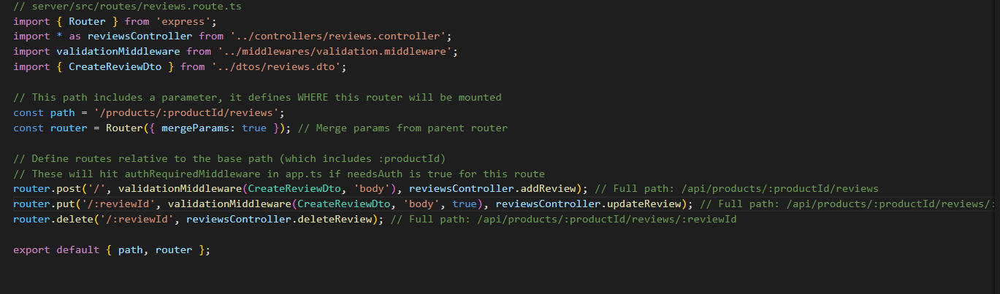 // server/src/routes/reviews.route.ts
import { Router } from 'express';
import * as reviewsController from '../controllers/reviews.controller';
import validationMiddleware from '../middlewares/validation.middleware';
import { CreateReviewDto } from '../dtos/reviews.dto';
// This path includes a parameter, it defines WHERE this router will be mounted
const path = '/products/:productId/reviews';
const router = Router({ mergeParams: true }); // Merge params from parent router
// Define routes relative to the base path (which includes :productId)
// These will hit authRequiredMiddleware in app.ts if needsAuth is true for this route
router.post('/', validationMiddleware(CreateReviewDto, 'body'), reviewsController.addReview); // Full path: /api/products/:productId/reviews
router.put('/:reviewId', validationMiddleware(CreateReviewDto, 'body', true), reviewsController.updateReview); // Full path: /api/products/:productId/reviews/:
router.delete('/:reviewId', reviewsController.deleteReview); // Full path: /api/products/:productId/reviews/:reviewId
export default { path, router };